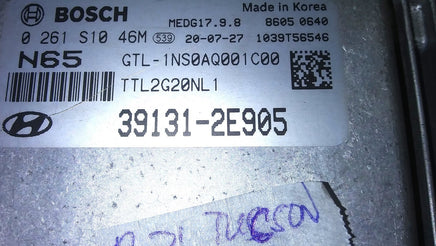 BOSCH
Made in Korea
MEDG17.9.8 8605 0640
0 261 S10 46M 539 20-07-27 1039T56546
N65 GTL-1NS0AQ001C00
TTL2G20NL1
39131-2E905
TUCSON